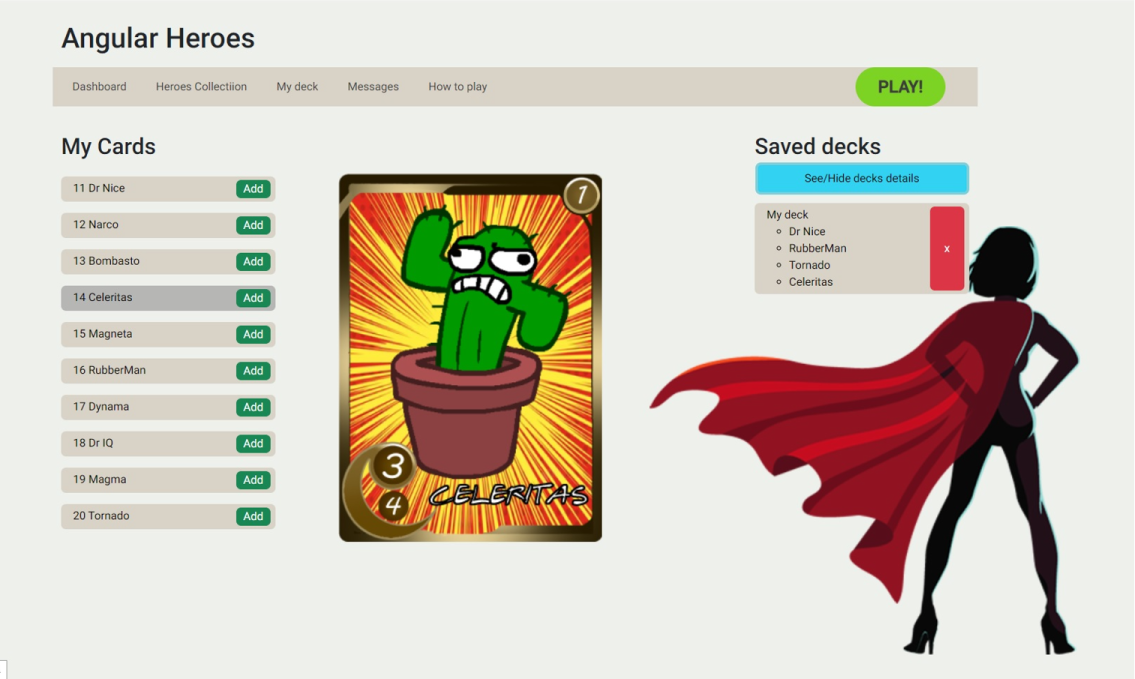 Angular Heroes
Dashboard Heroes Collectiion My deck Messages How to play PLAY!
My Cards
11 Dr Nice Add
12 Narco Add
13 Bombasto Add
14 Celeritas Add
15 Magneta Add
16 RubberMan Add
17 Dynama Add
18 Dr IQ Add
19 Magma Add
20 Tornado Add
1
3
4
CELERITAS
Saved decks
See/Hide decks details
My deck
Dr Nice
RubberMan
Tornado
Celeritas
x